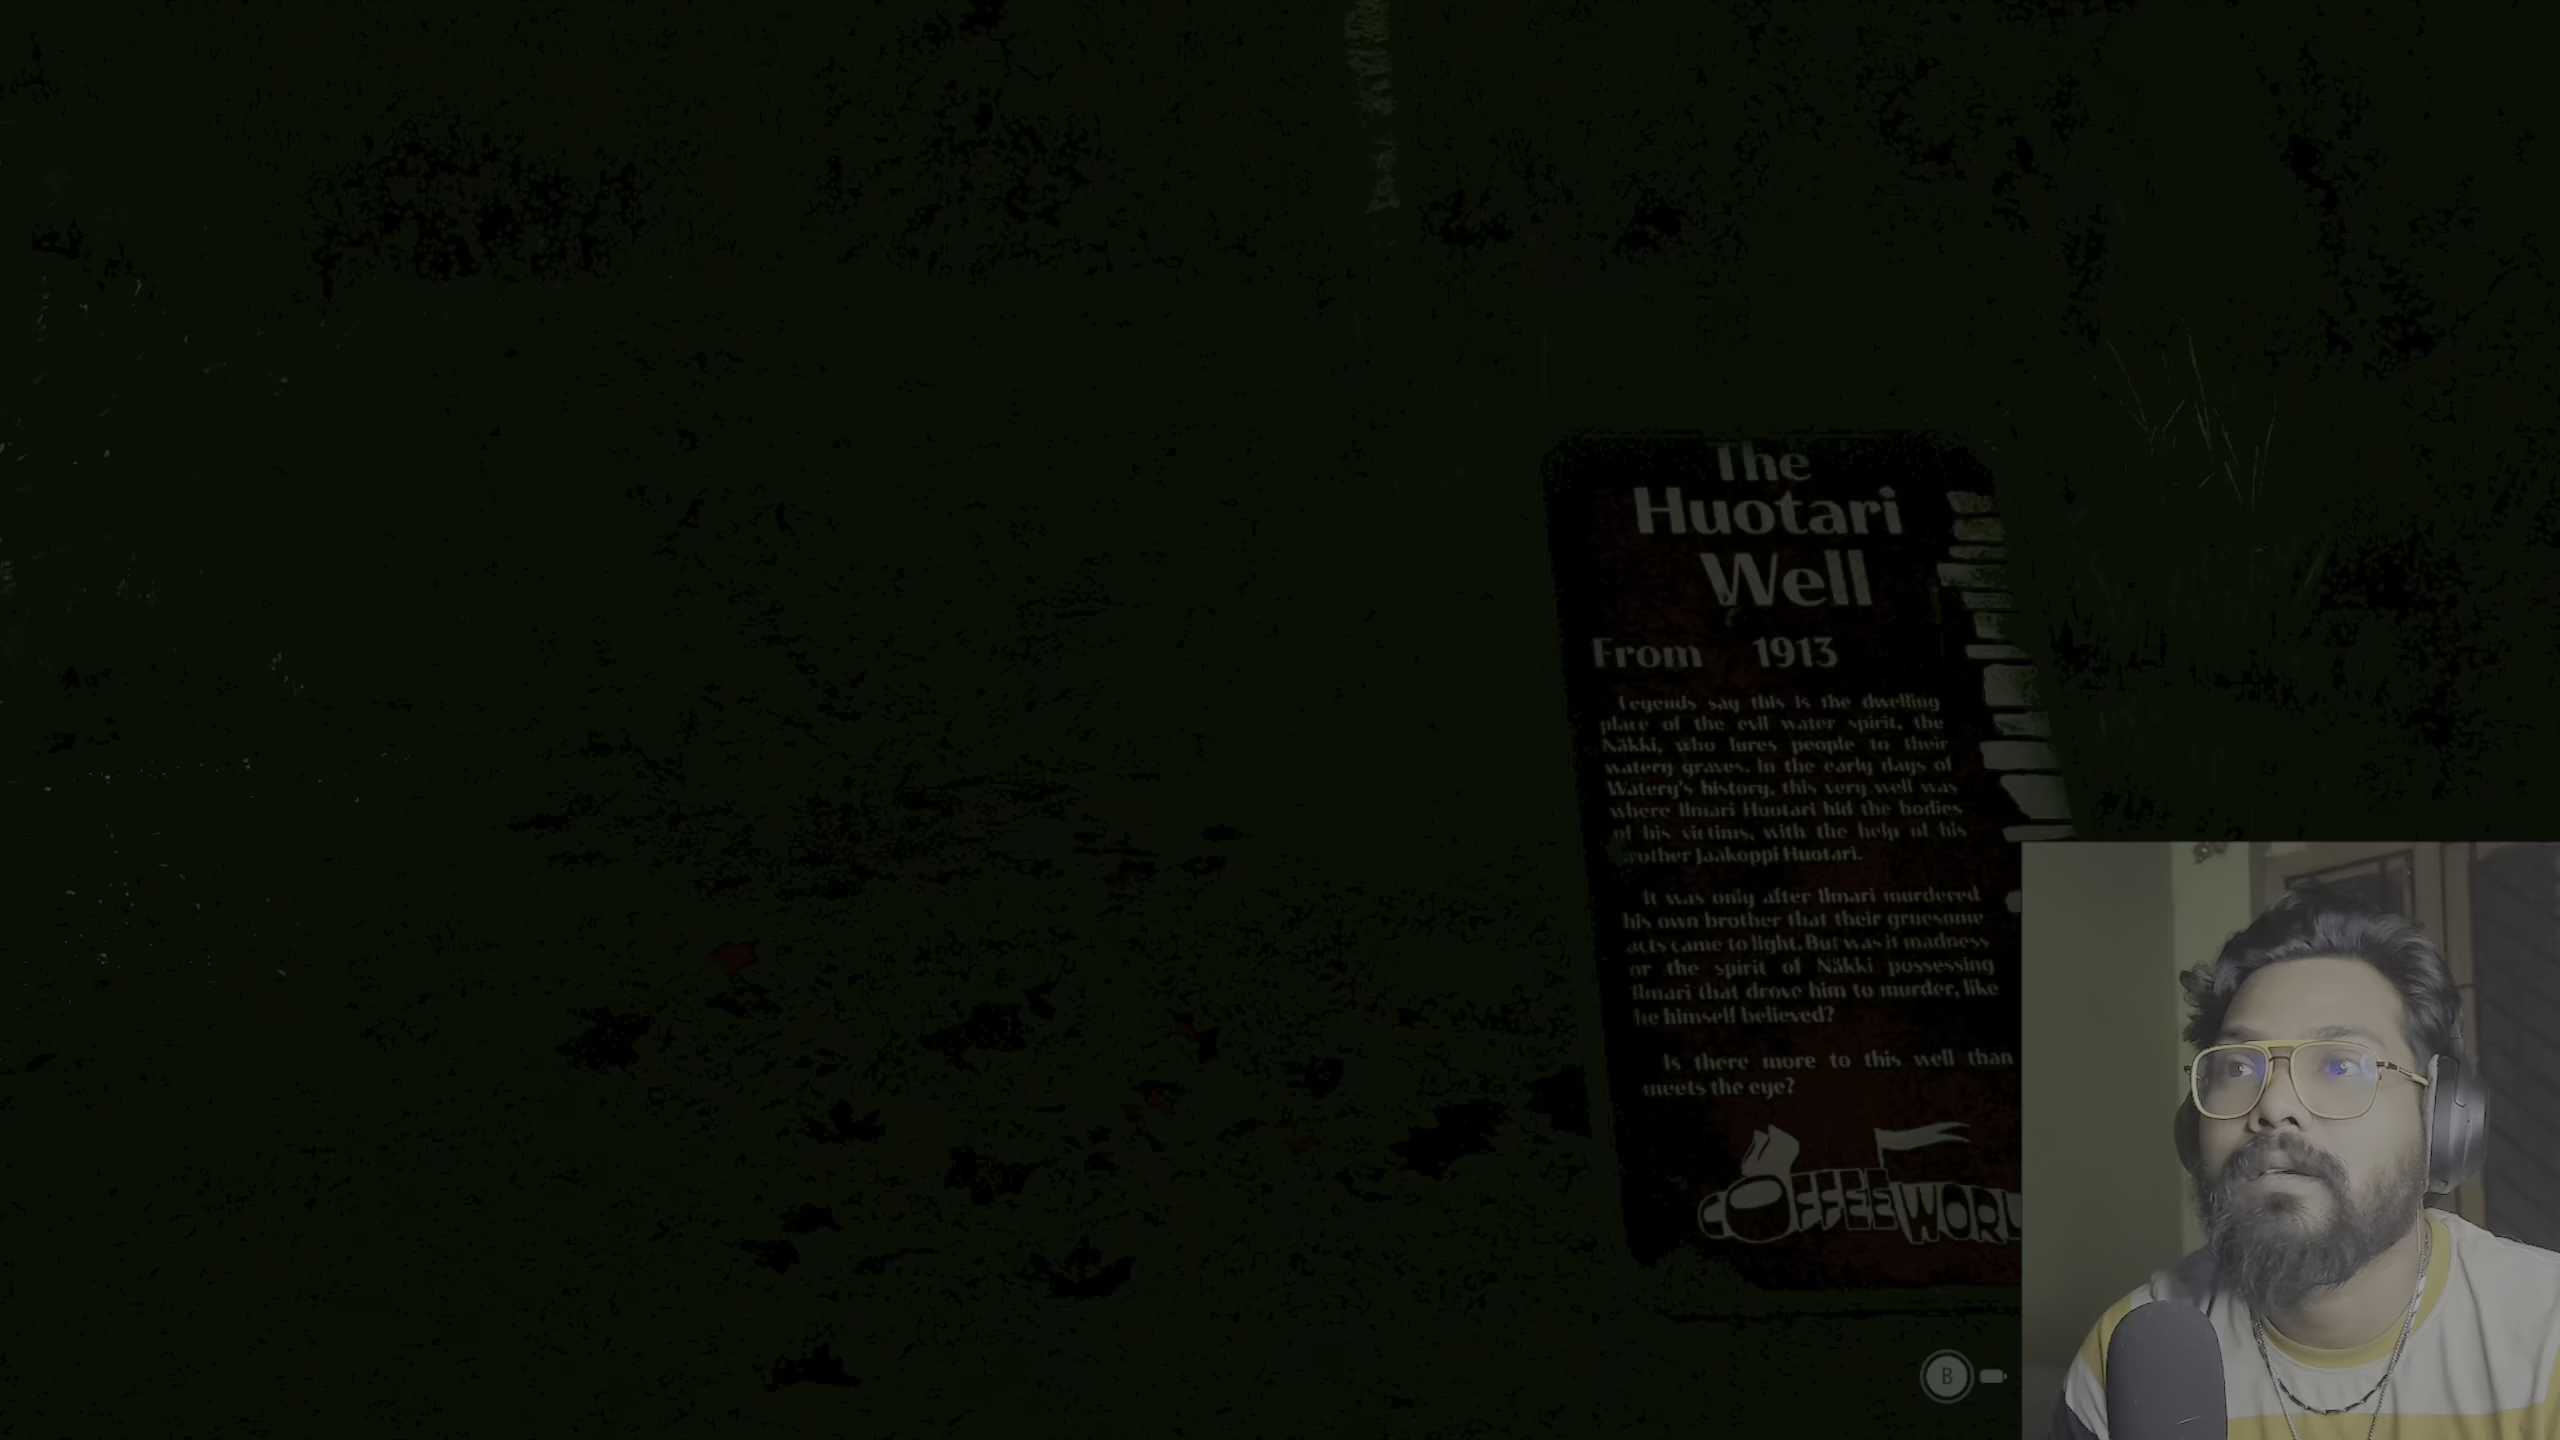 The
Huotari
Well
From 1913
Legends say this is the dwelling
place of the evil water spirit, the
Näkki, who lures people to their
watery graves. In the early days of
Watery's history, this very well was
where Ilmari Huotari hid the bodies
of his victims, with the help of his
brother Jaakoppi Huotari.
It was only after Ilmari murdered
his own brother that their gruesome
acts came to light. But was it madness
or the spirit of Näkki possessing
Ilmari that drove him to murder, like
he himself believed?
Is there more to this well than
meets the eye?
COFFEE WORL
B